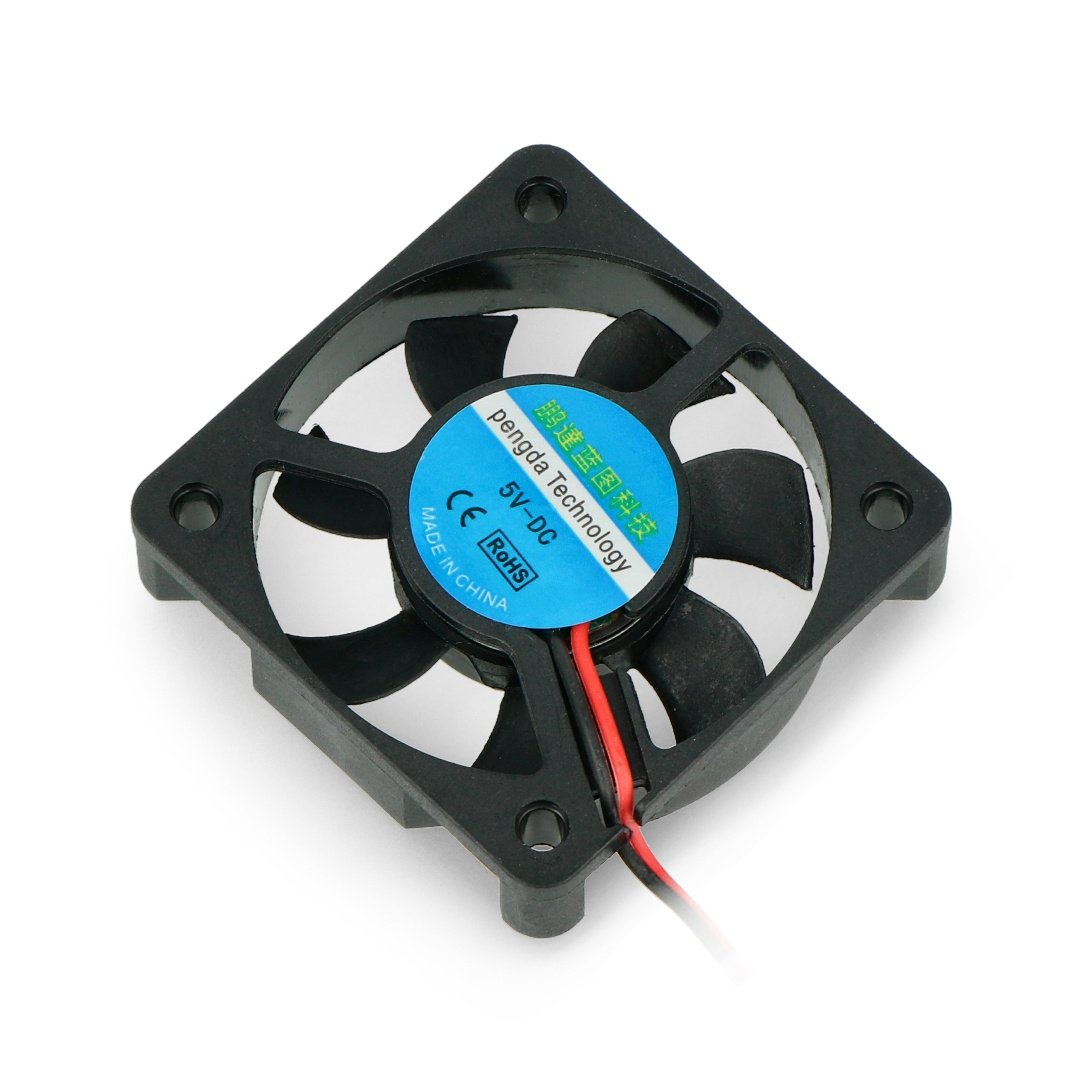 鹏達蓝图科技
pengda Technology
5V-DC
CE
RoHS
MADE IN CHINA